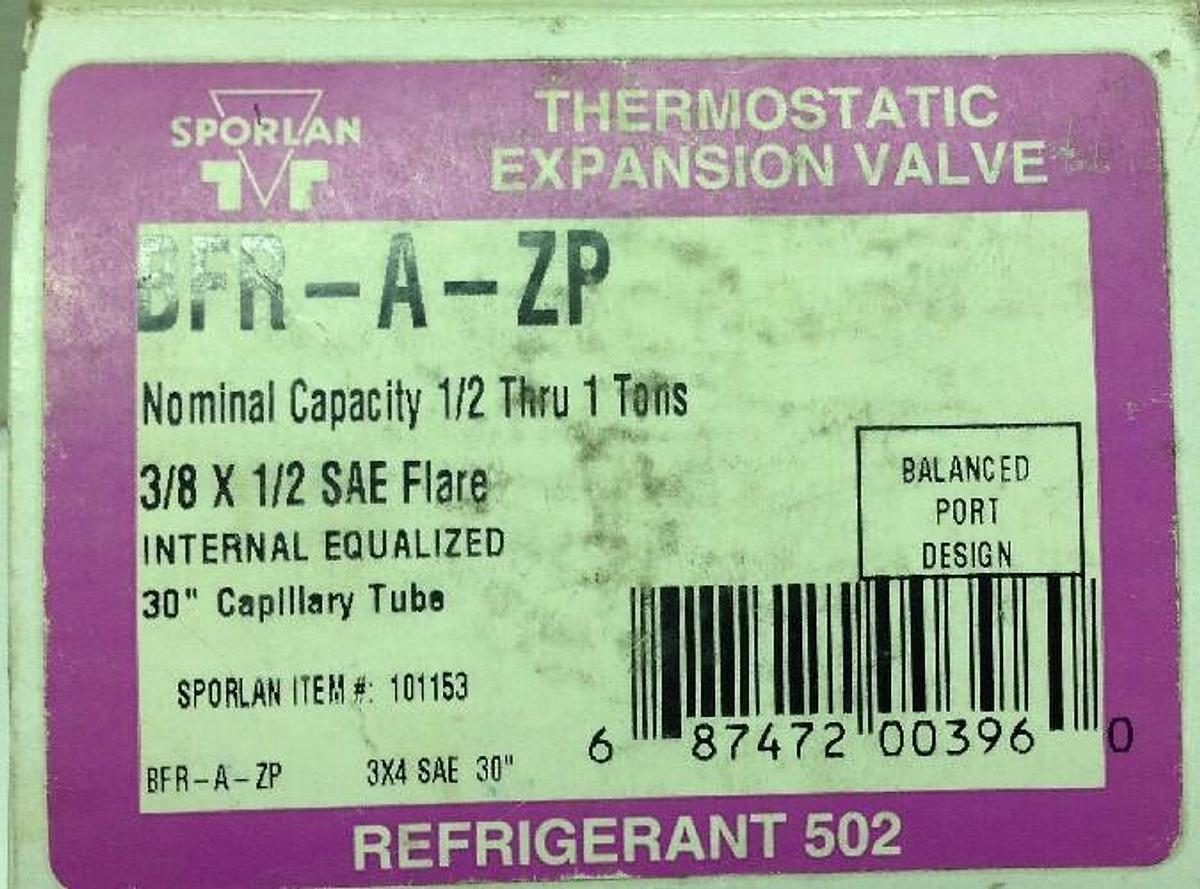 SPORLAN
THERMOSTATIC
EXPANSION VALVE
BFR-A-ZP
Nominal Capacity 1/2 Thru 1 Tons
3/8 X 1/2 SAE Flare
INTERNAL EQUALIZED
30" Capillary Tube
BALANCED
PORT
DESIGN
SPORLAN ITEM #: 101153
6 87472 00396 0
BFR-A-ZP 3X4 SAE 30"
REFRIGERANT 502